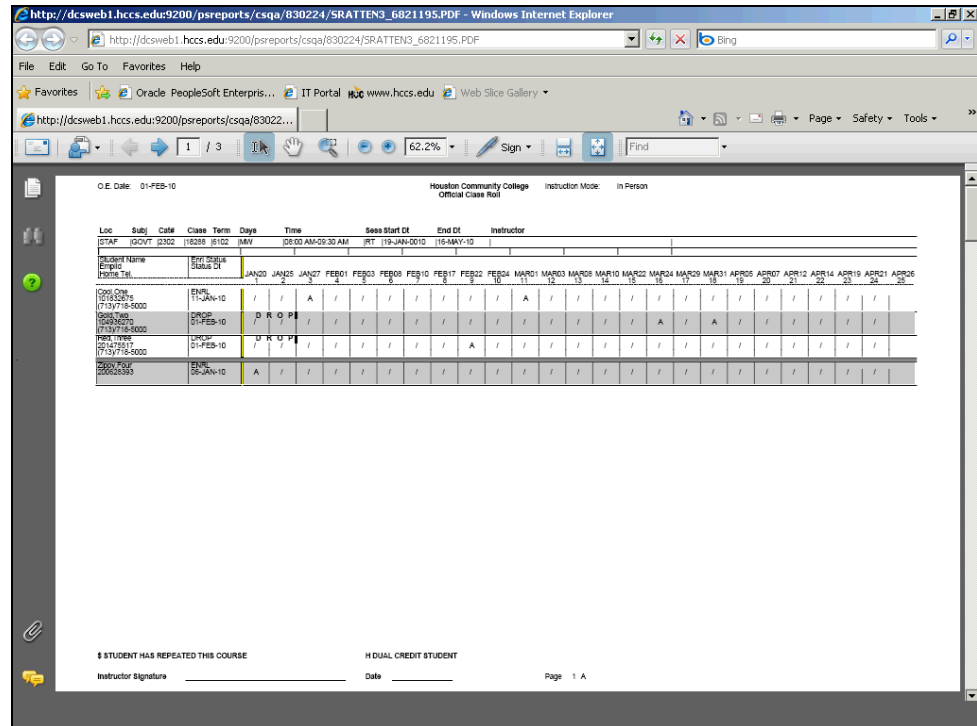 http://dcsweb1.hccs.edu:9200/psreports/csqa/830224/SRATTEN3_6821195.PDF - Windows Internet Explorer
http://dcsweb1.hccs.edu:9200/psreports/csqa/830224/SRATTEN3_6821195.PDF Bing
File Edit Go To Favorites Help
Favorites Oracle PeopleSoft Enterpris... IT Portal www.hccs.edu Web Slice Gallery
http://dcsweb1.hccs.edu:9200/psreports/csqa/83022... Page Safety Tools »
1 / 3 62.2% Sign Find
O.E. Date: 01-FEB-10 Houston Community College Instruction Mode: In Person
Official Class Roll
Loc Subj Cat# Class Term Days Time Sess Start Dt End Dt Instructor
|STAF |GOVT |2302 |18288 |6102 |MW |08:00 AM-09:30 AM |RT |19-JAN-0010 |16-MAY-10 |
Student Name Enrl Status
Emplid Status Dt
Home Tel.
JAN20 JAN25 JAN27 FEB01 FEB03 FEB08 FEB10 FEB17 FEB22 FEB24 MAR01 MAR03 MAR08 MAR10 MAR22 MAR24 MAR29 MAR31 APR05 APR07 APR12 APR14 APR19 APR21 APR26
1 2 3 4 5 6 7 8 9 10 11 12 13 14 15 16 17 18 19 20 21 22 23 24 25
Cool,One ENRL
101832675 11-JAN-10 / / A / / / / / / / A / / / / / / / / / / / / /
(713)/718-5000
Gold,Two DROP D R O P
104936270 01-FEB-10 / / / / / / / / / / / / / / / A / A / / / / / /
(713)/718-5000
Red,Three DROP D R O P
201475517 01-FEB-10 / / / / / / / / A / / / / / / / / / / / / / / /
(713)/718-5000
Zippy,Four ENRL
200628393 06-JAN-10 A / / / / / / / / / / / / / / / / / / / / / / /
$ STUDENT HAS REPEATED THIS COURSE H DUAL CREDIT STUDENT
Instructor Signature Date Page 1 A